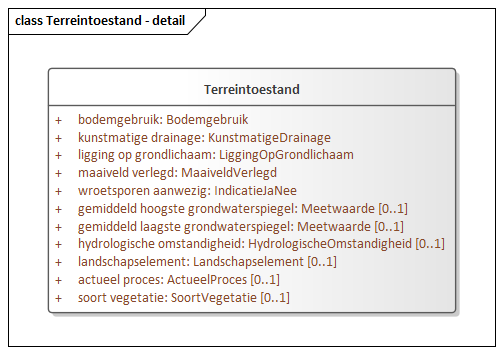 class Terreintoestand - detail
Terreintoestand
+ bodemgebruik: Bodemgebruik
+ kunstmatige drainage: KunstmatigeDrainage
+ ligging op grondlichaam: LiggingOpGrondlichaam
+ maaiveld verlegd: MaaiveldVerlegd
+ wroetsporen aanwezig: IndicatieJaNee
+ gemiddeld hoogste grondwaterspiegel: Meetwaarde [0..1]
+ gemiddeld laagste grondwaterspiegel: Meetwaarde [0..1]
+ hydrologische omstandigheid: HydrologischeOmstandigheid [0..1]
+ landschapselement: Landschapselement [0..1]
+ actueel proces: ActueelProces [0..1]
+ soort vegetatie: SoortVegetatie [0..1]